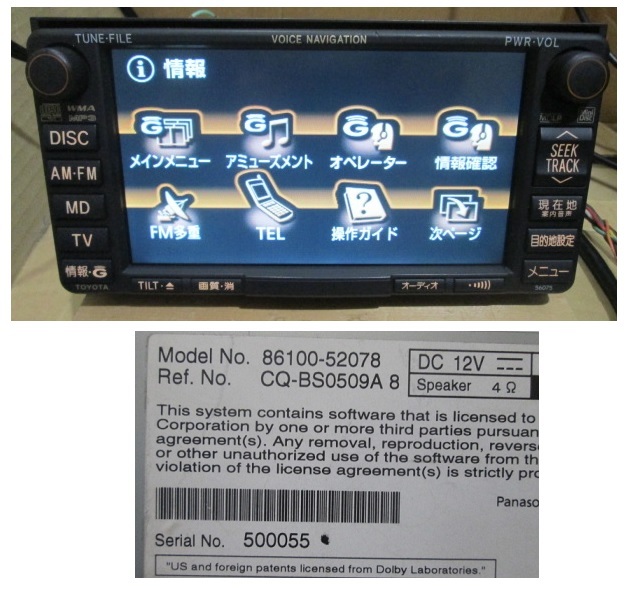 TUNE·FILE
VOICE NAVIGATION
PWR·VOL
i 情報
WMA
MP3
DISC
AM·FM
MD
TV
情報·G
TOYOTA
G
メインメニュー
G
アミューズメント
G
オペレーター
G
情報確認
FM多重
TEL
?
操作ガイド
次ページ
SEEK
TRACK
現在地
案内音声
目的地設定
メニュー
56075
TILT·
画質·消
オーディオ
Model No. 86100-52078
Ref. No. CQ-BS0509A 8
DC 12V
Speaker 4 Ω
This system contains software that is licensed to
Corporation by one or more third parties pursuan
agreement(s). Any removal, reproduction, revers
or other unauthorized use of the software from th
violation of the license agreement(s) is strictly pro
Panaso
Serial No. 500055
"US and foreign patents licensed from Dolby Laboratories."